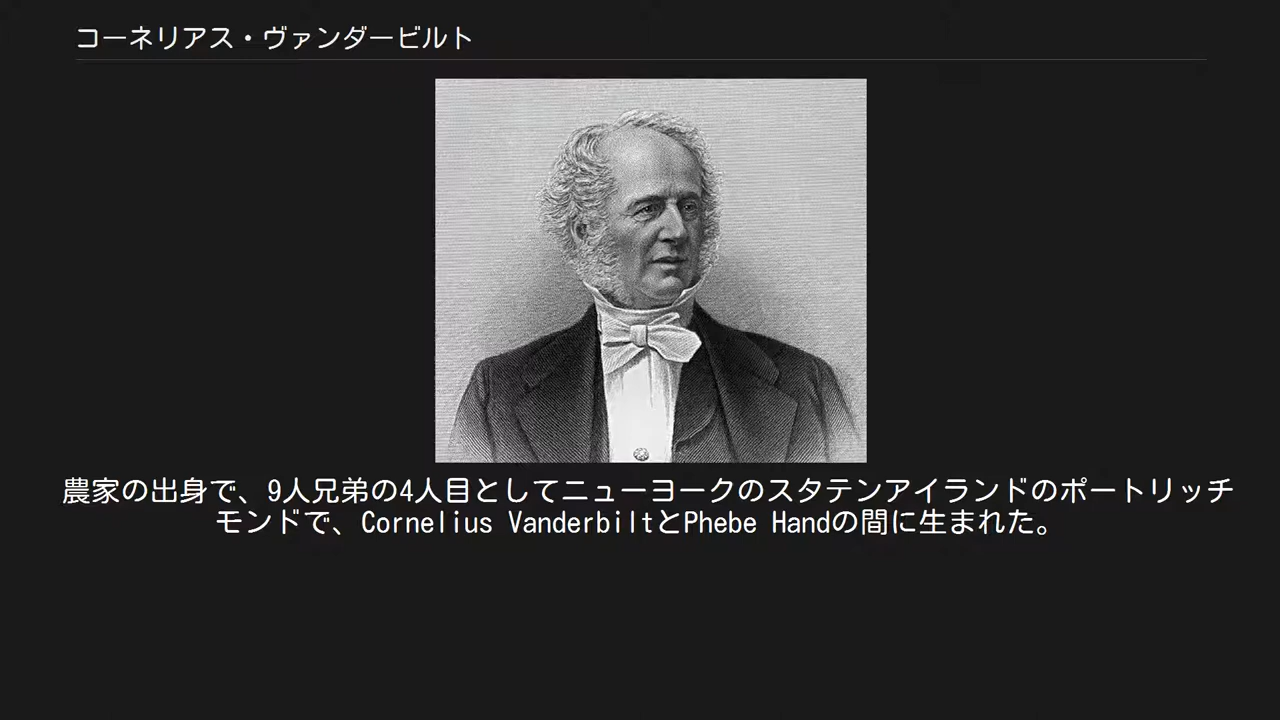 コーネリアス・ヴァンダービルト
農家の出身で、9人兄弟の4人目としてニューヨークのスタテンアイランドのポートリッチ
モンドで、Cornelius VanderbiltとPhebe Handの間に生まれた。